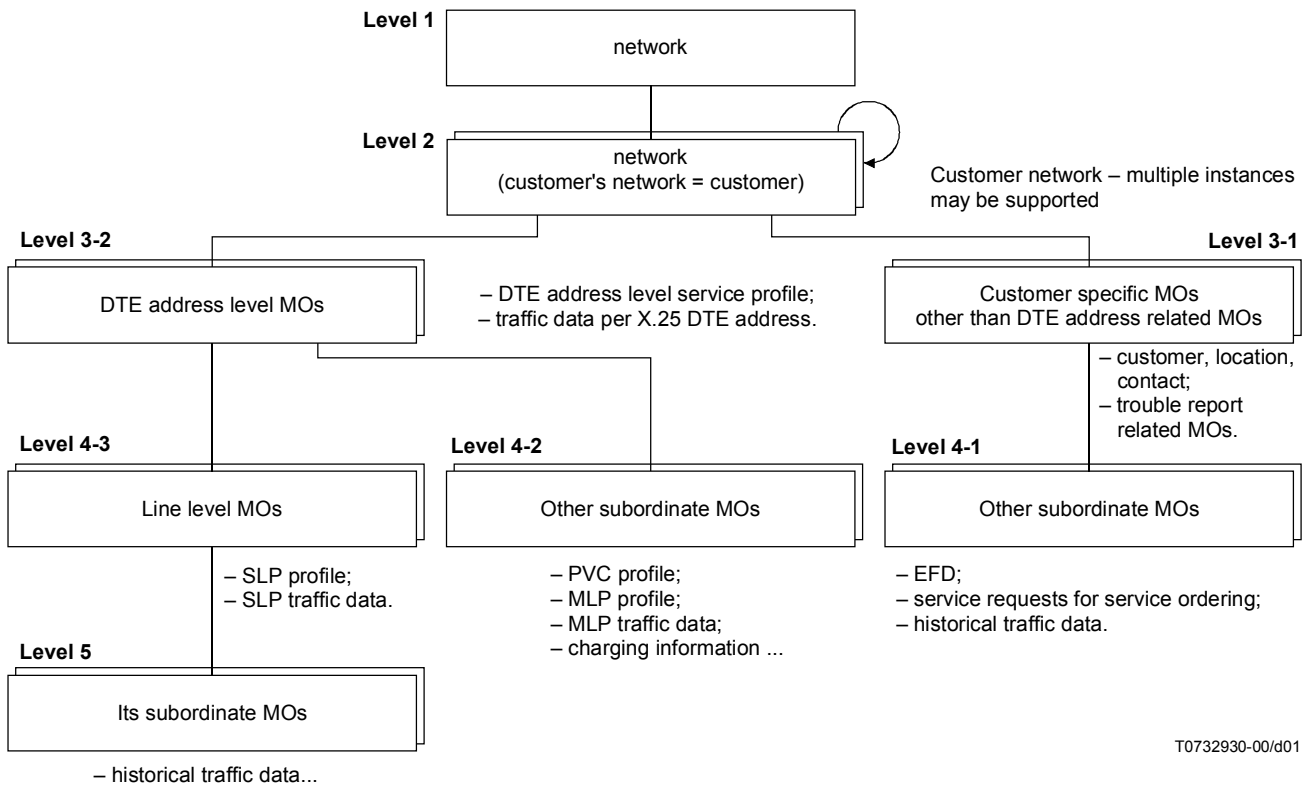 Level 1
network
Level 2
network
(customer's network = customer)
Customer network – multiple instances
may be supported
Level 3-2
DTE address level MOs
– DTE address level service profile;
– traffic data per X.25 DTE address.
Level 3-1
Customer specific MOs
other than DTE address related MOs
– customer, location,
contact;
– trouble report
related MOs.
Level 4-3
Line level MOs
– SLP profile;
– SLP traffic data.
Level 4-2
Other subordinate MOs
– PVC profile;
– MLP profile;
– MLP traffic data;
– charging information ...
Level 4-1
Other subordinate MOs
– EFD;
– service requests for service ordering;
– historical traffic data.
Level 5
Its subordinate MOs
– historical traffic data...
T0732930-00/d01